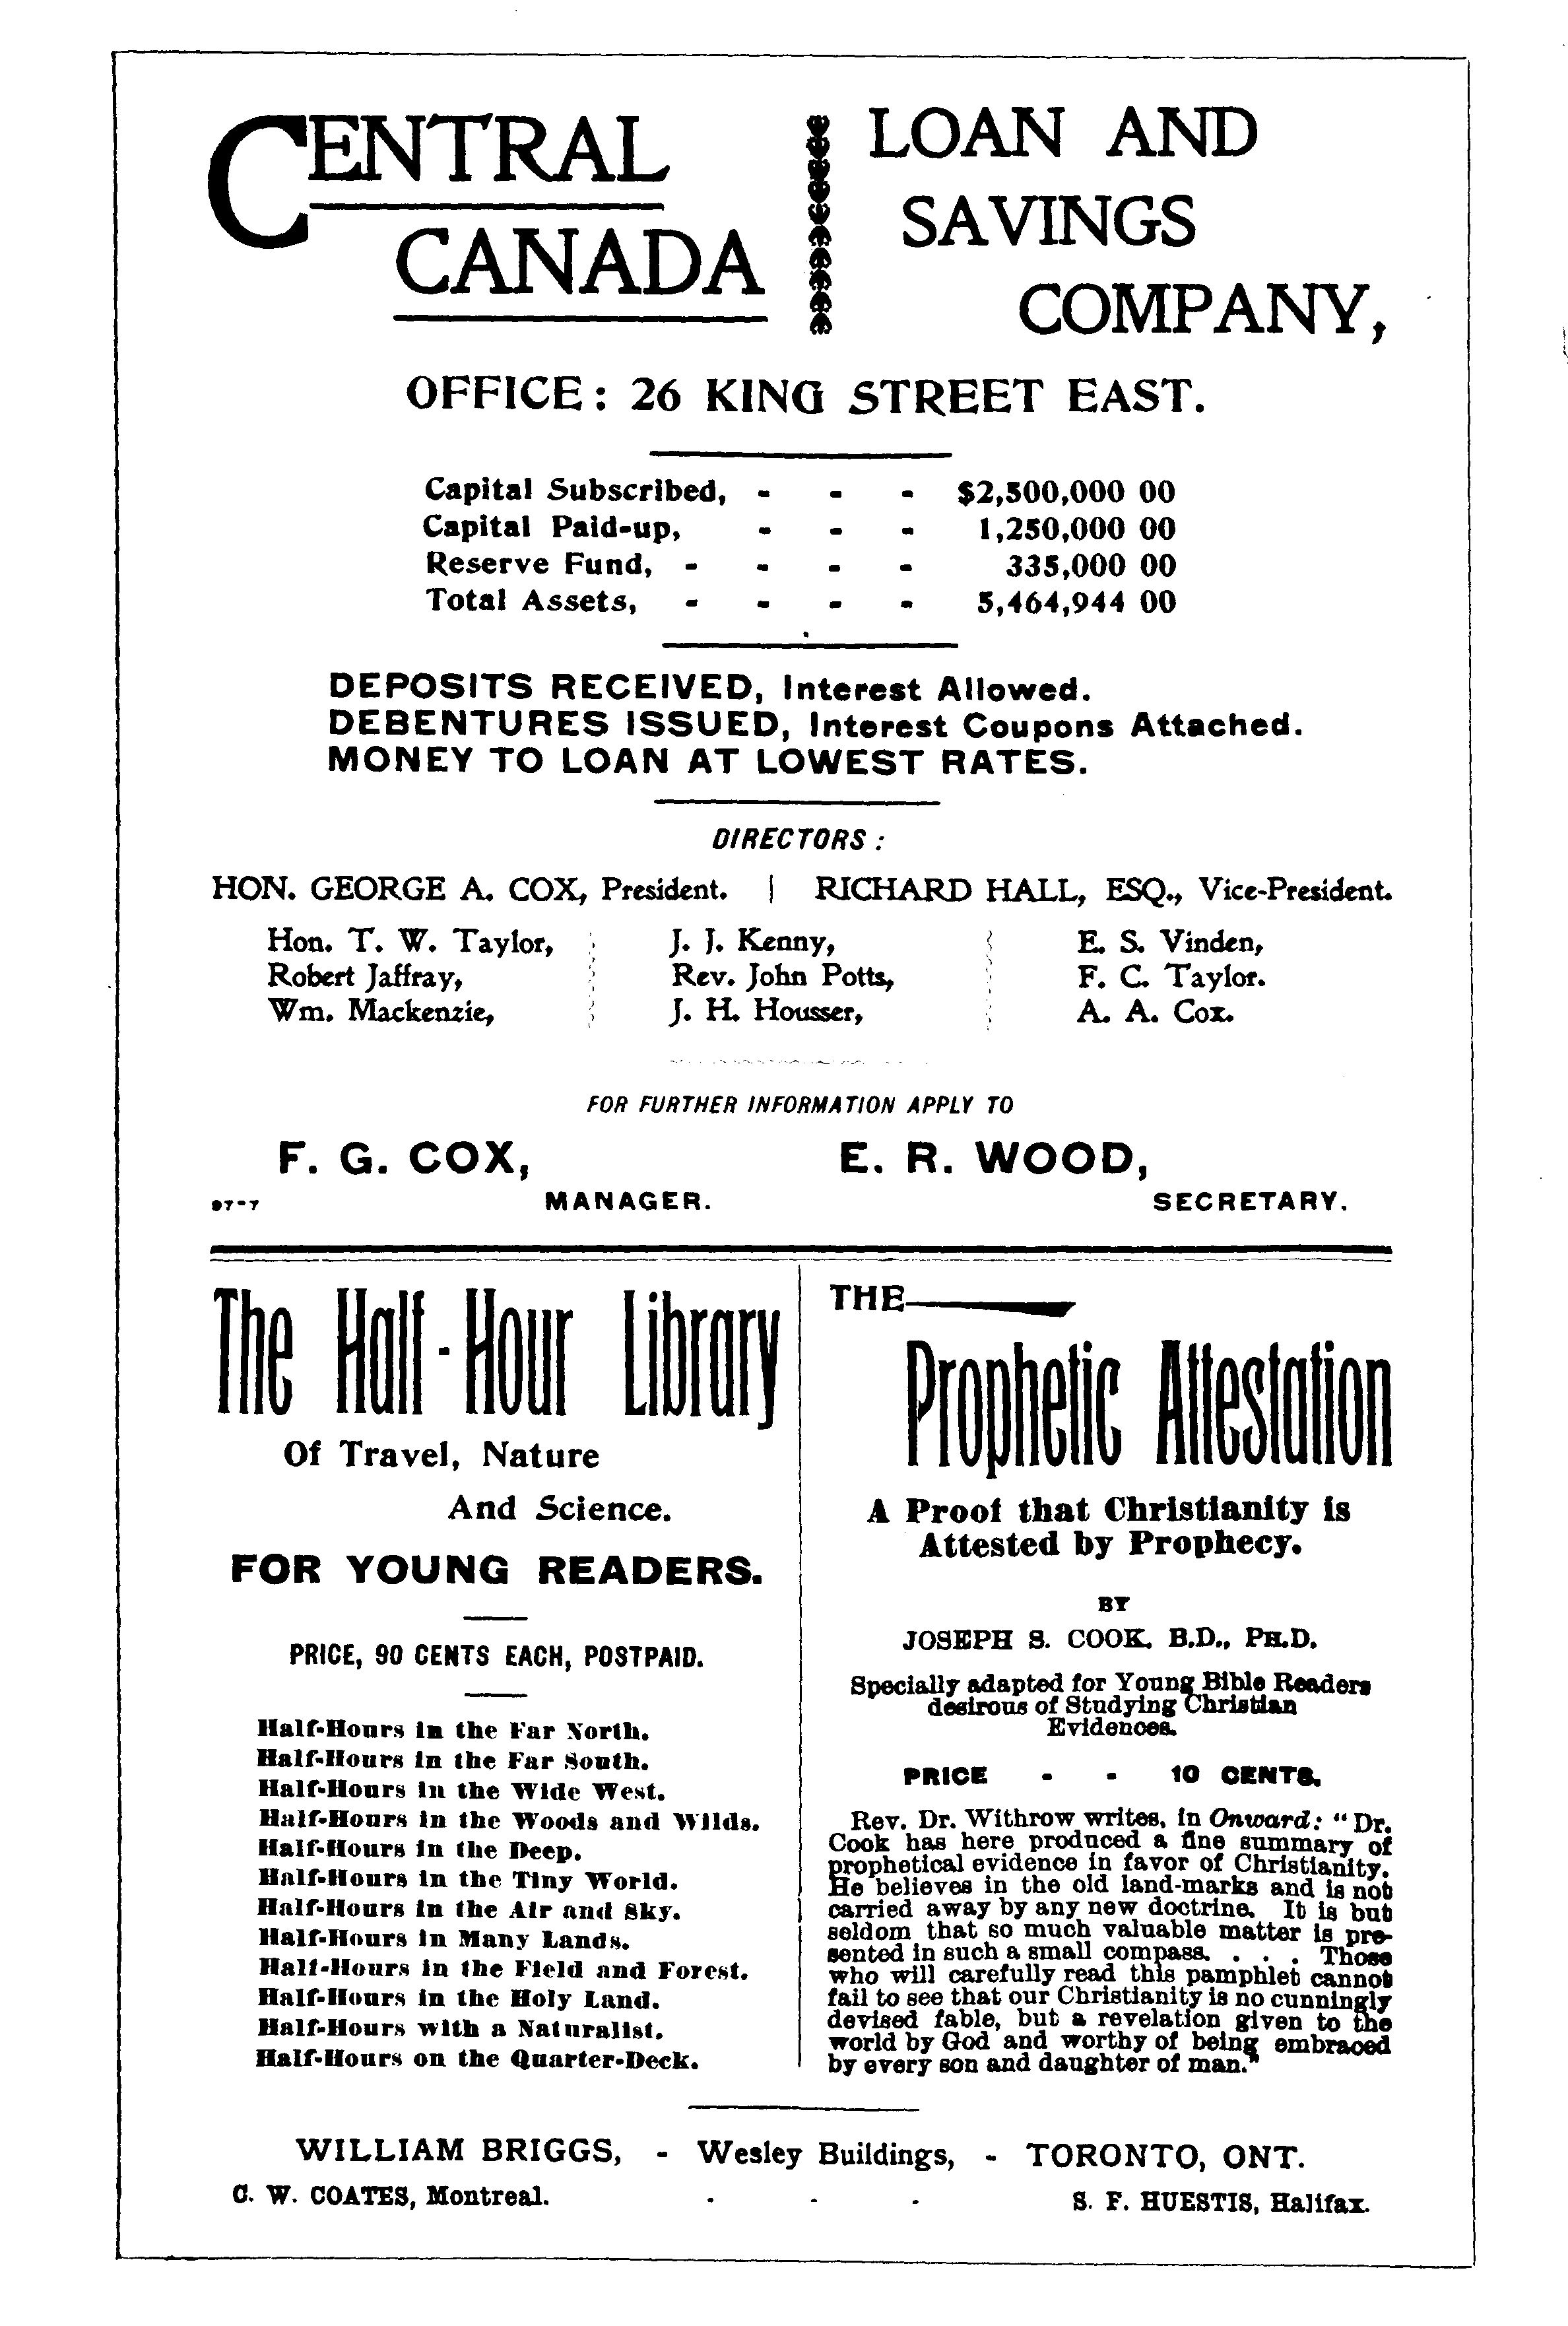 CENTRAL
CANADA
LOAN AND
SAVINGS
COMPANY,
OFFICE: 26 KING STREET EAST.
Capital Subscribed, - - - $2,500,000 00
Capital Paid-up, - - - 1,250,000 00
Reserve Fund, - - - - 335,000 00
Total Assets, - - - - 5,464,944 00
DEPOSITS RECEIVED, Interest Allowed.
DEBENTURES ISSUED, Interest Coupons Attached.
MONEY TO LOAN AT LOWEST RATES.
DIRECTORS:
HON. GEORGE A. COX, President. | RICHARD HALL, ESQ., Vice-President.
Hon. T. W. Taylor, J. J. Kenny, E. S. Vinden,
Robert Jaffray, Rev. John Potts, F. C. Taylor.
Wm. Mackenzie, J. H. Housser, A. A. Cox.
FOR FURTHER INFORMATION APPLY TO
F. G. COX, E. R. WOOD,
97-7 MANAGER. SECRETARY.
The Half-Hour Library
Of Travel, Nature
And Science.
FOR YOUNG READERS.
PRICE, 90 CENTS EACH, POSTPAID.
Half-Hours in the Far North.
Half-Hours in the Far South.
Half-Hours in the Wide West.
Half-Hours in the Woods and Wilds.
Half-Hours in the Deep.
Half-Hours in the Tiny World.
Half-Hours in the Air and Sky.
Half-Hours in Many Lands.
Half-Hours in the Field and Forest.
Half-Hours in the Holy Land.
Half-Hours with a Naturalist.
Half-Hours on the Quarter-Deck.
THE
Prophetic Attestation
A Proof that Christianity is
Attested by Prophecy.
BY
JOSEPH S. COOK. B.D., PH.D.
Specially adapted for Young Bible Readers
desirous of Studying Christian
Evidences.
PRICE - - 10 CENTS.
Rev. Dr. Withrow writes, in Onward: "Dr.
Cook has here produced a fine summary of
prophetical evidence in favor of Christianity.
He believes in the old land-marks and is not
carried away by any new doctrine. It is but
seldom that so much valuable matter is pre-
sented in such a small compass. . . . Those
who will carefully read this pamphlet cannot
fail to see that our Christianity is no cunningly
devised fable, but a revelation given to the
world by God and worthy of being embraced
by every son and daughter of man."
WILLIAM BRIGGS, - Wesley Buildings, - TORONTO, ONT.
C. W. COATES, Montreal. - - - S. F. HUESTIS, Halifax.